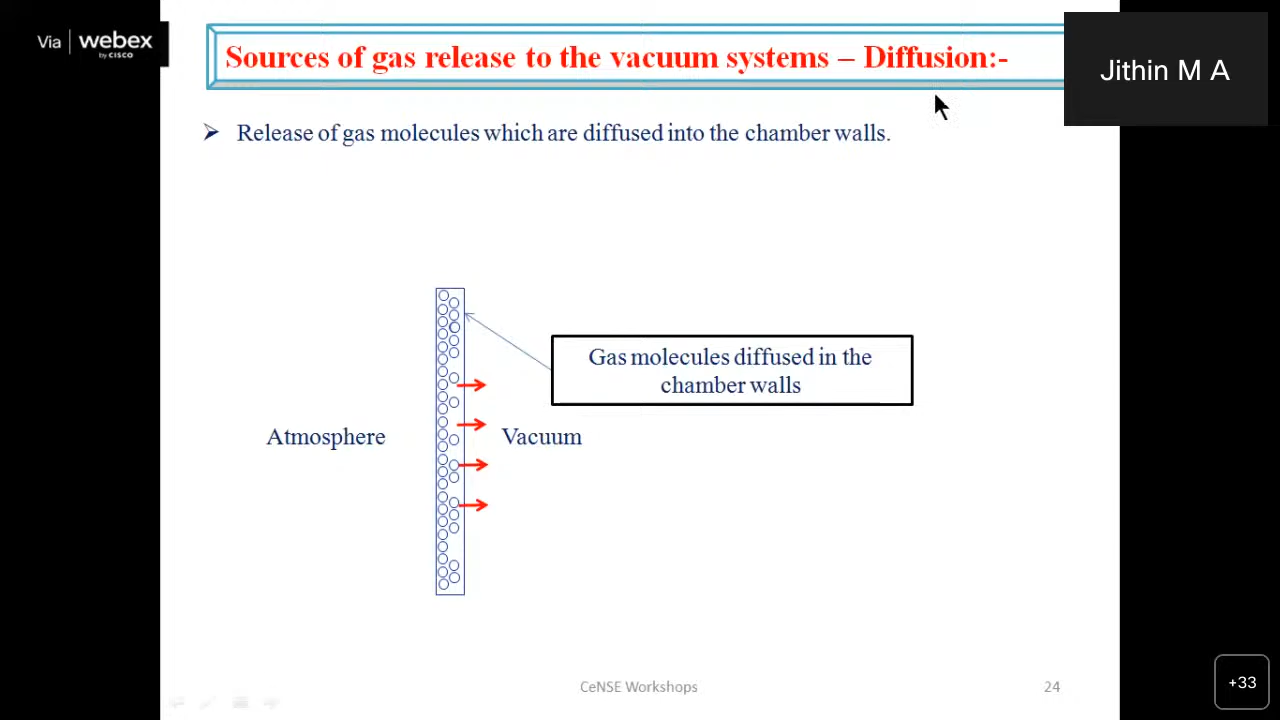 Via | webex
by CISCO
Sources of gas release to the vacuum systems – Diffusion:-
Jithin M A
Release of gas molecules which are diffused into the chamber walls.
Gas molecules diffused in the
chamber walls
Atmosphere
Vacuum
CeNSE Workshops
24
+33